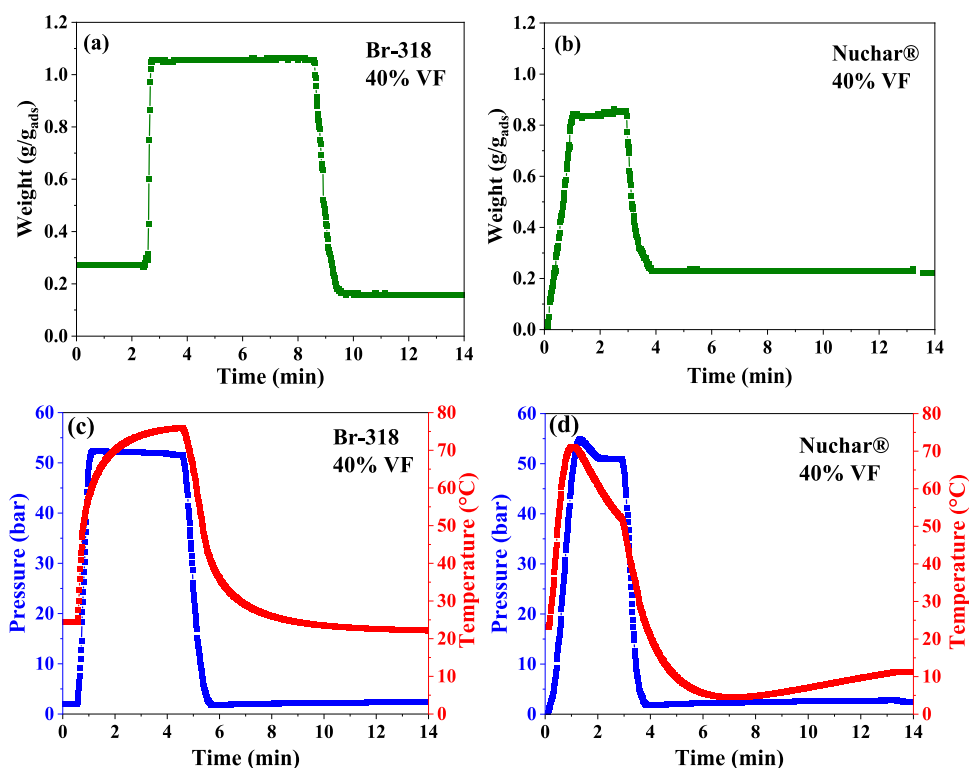 (a)
Br-318
40% VF
Weight (g/g_ads)
1.2
1.0
0.8
0.6
0.4
0.2
0.0
0 2 4 6 8 10 12 14
Time (min)
(b)
Nuchar®
40% VF
Weight (g/g_ads)
1.2
1.0
0.8
0.6
0.4
0.2
0.0
0 2 4 6 8 10 12 14
Time (min)
(c)
Br-318
40% VF
Pressure (bar)
60
50
40
30
20
10
0
Temperature (°C)
80
70
60
50
40
30
20
10
0
0 2 4 6 8 10 12 14
Time (min)
(d)
Nuchar®
40% VF
Pressure (bar)
60
50
40
30
20
10
0
Temperature (°C)
80
70
60
50
40
30
20
10
0
0 2 4 6 8 10 12 14
Time (min)